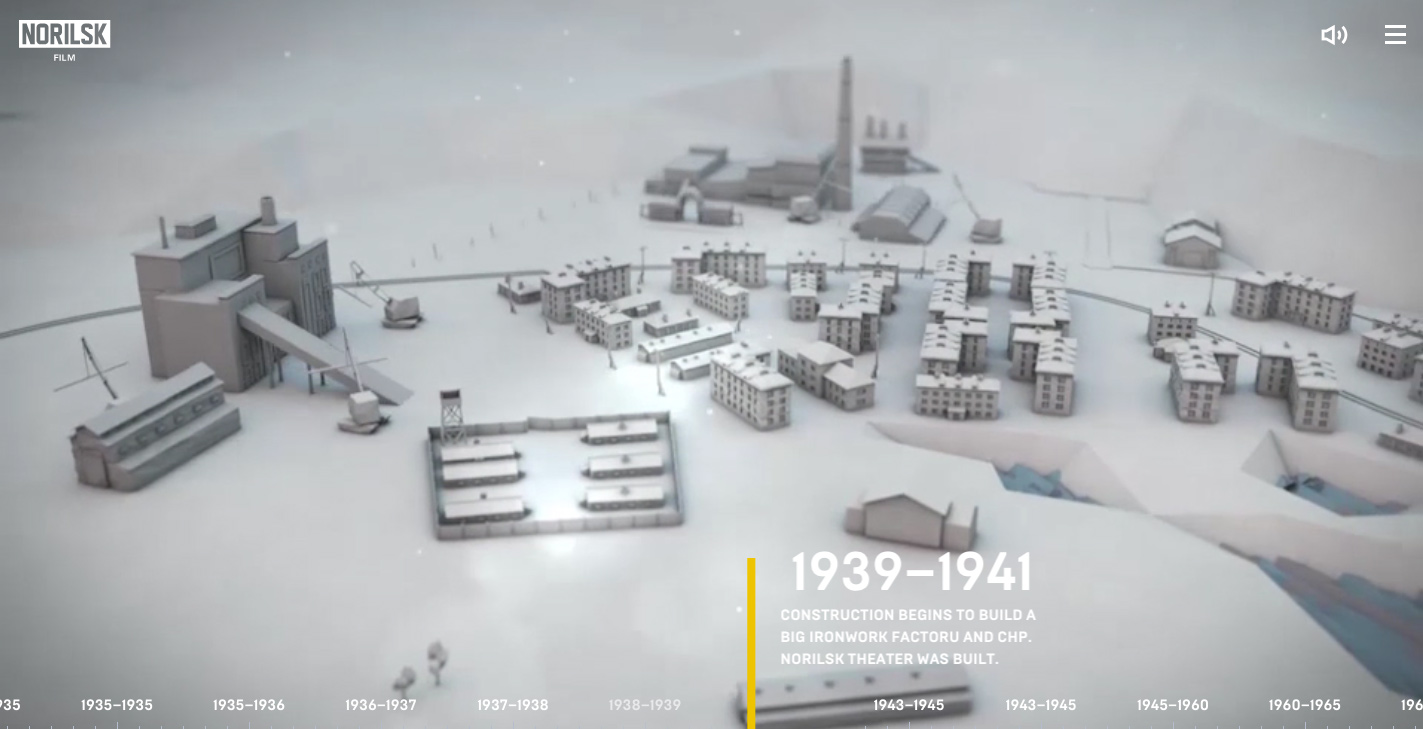 NORILSK
FILM
1939–1941
CONSTRUCTION BEGINS TO BUILD A
BIG IRONWORK FACTORU AND CHP.
NORILSK THEATER WAS BUILT.
935
1935–1935
1935–1936
1936–1937
1937–1938
1938–1939
1943–1945
1943–1945
1945–1960
1960–1965
196